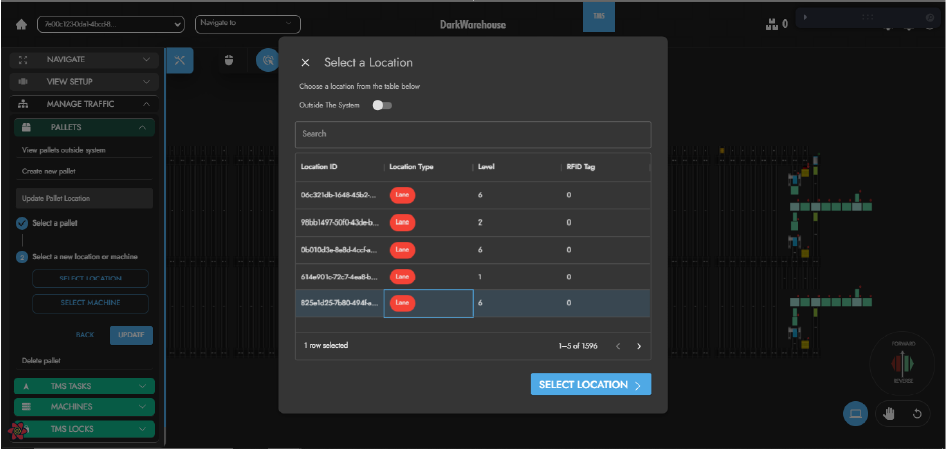 Navigate to
DarkWarehouse
TMS
0
NAVIGATE
VIEW SETUP
MANAGE TRAFFIC
PALLETS
View pallets outside system
Create new pallet
Update Pallet Location
Select a pallet
2 Select a new location or machine
SELECT LOCATION
SELECT MACHINE
BACK UPDATE
Delete pallet
TMS TASKS
MACHINES
TMS LOCKS
Select a Location
Choose a location from the table below
Outside The System
Search
Location ID Location Type Level RFID Tag
06c321db-1648-45b2-... Lane 6 0
98bb1497-50f0-43de-b... Lane 2 0
0b010d3e-8e8d-4ccf-a... Lane 6 0
614e901c-72c7-4ea8-b... Lane 1 0
825e1d25-7b80-494f-a... Lane 6 0
1 row selected 1–5 of 1596
SELECT LOCATION
FORWARD
REVERSE